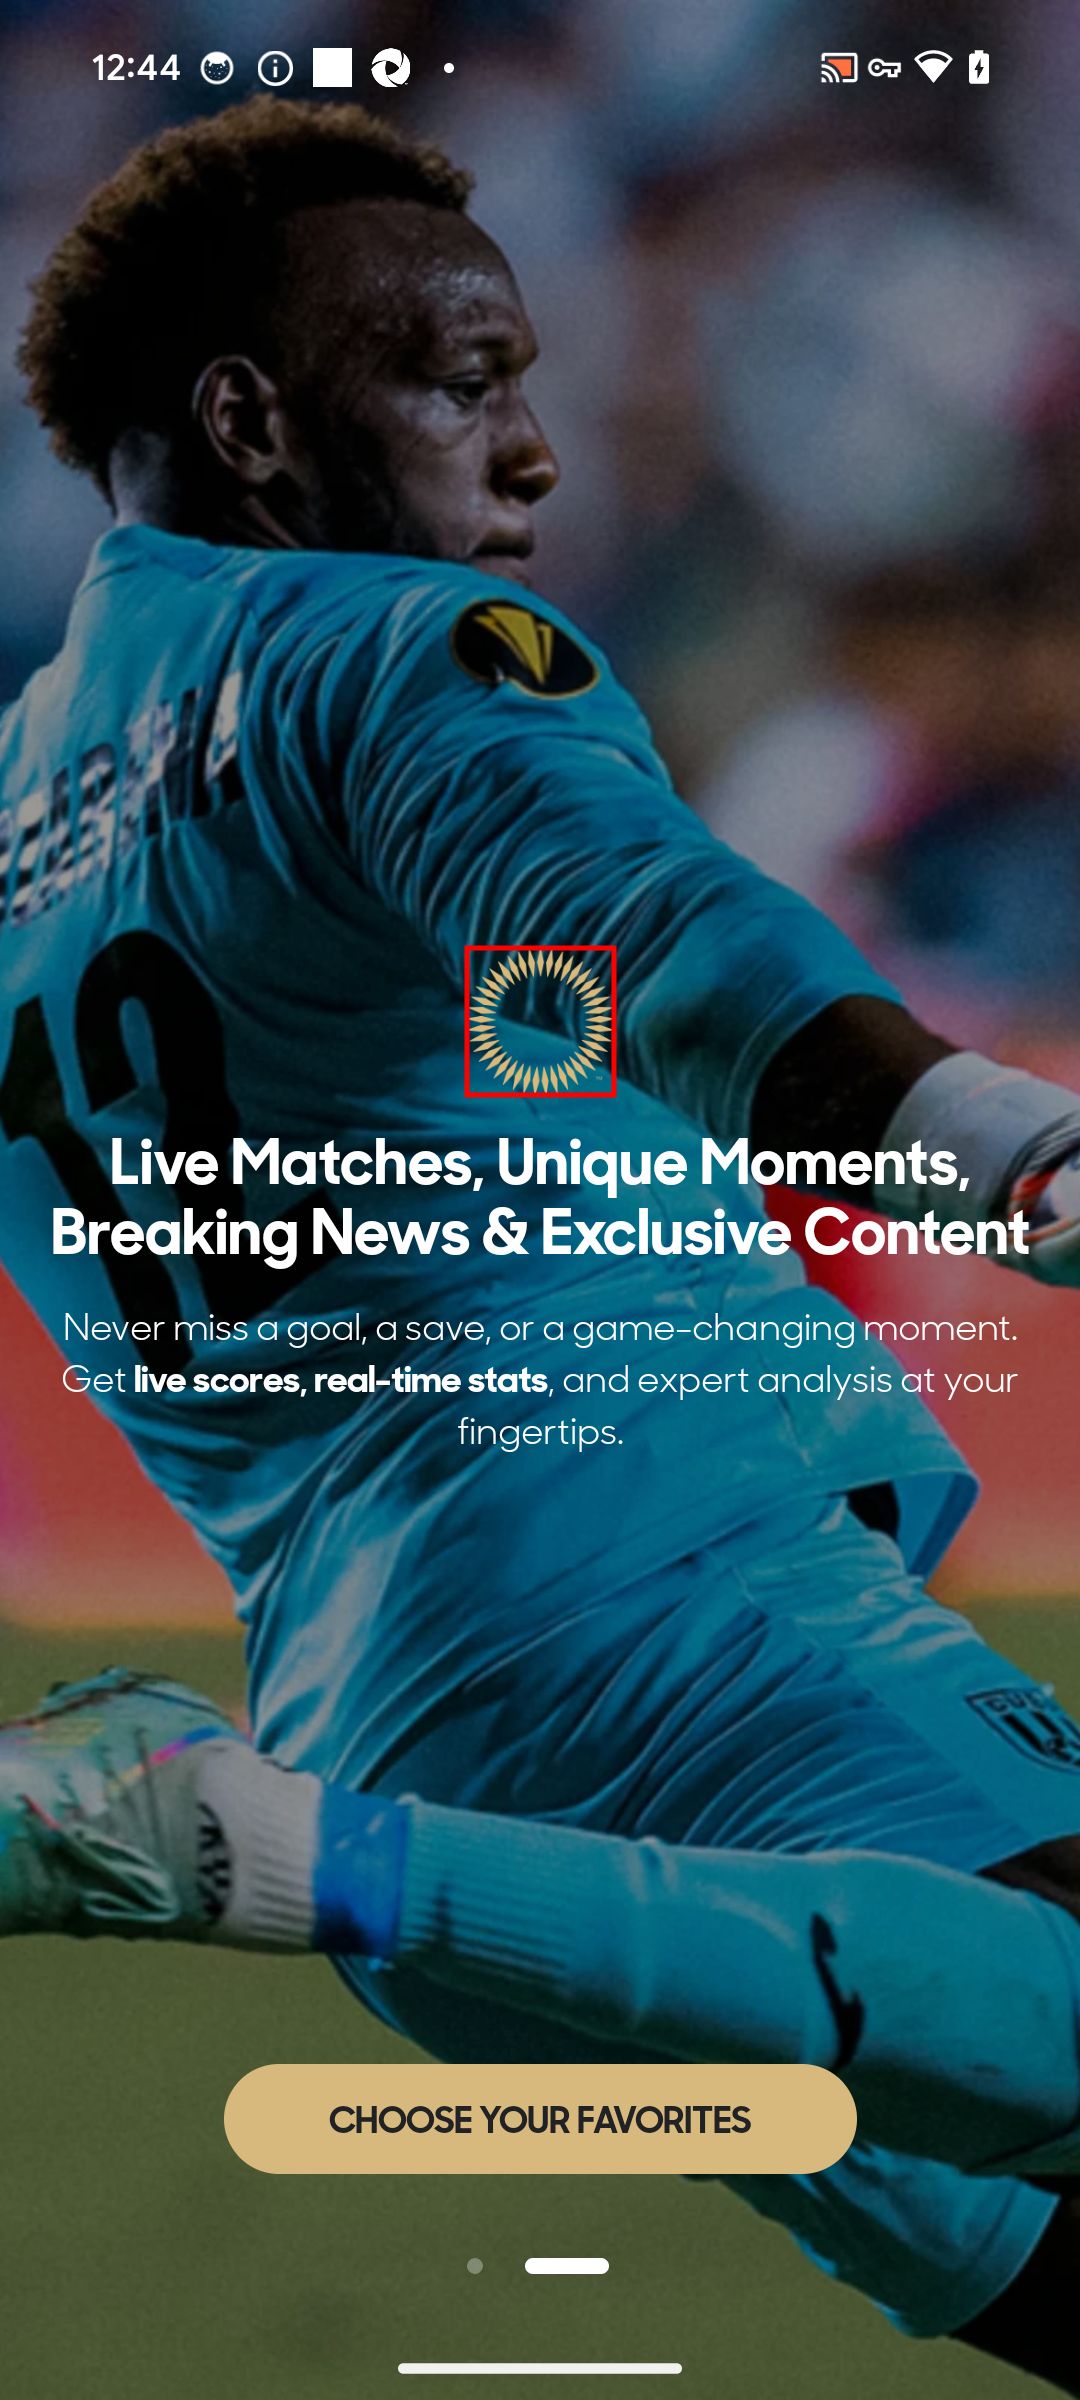 12:44
12
Live Matches, Unique Moments,
Breaking News & Exclusive Content
Never miss a goal, a save, or a game-changing moment.
Get live scores, real-time stats, and expert analysis at your
fingertips.
CHOOSE YOUR FAVORITES